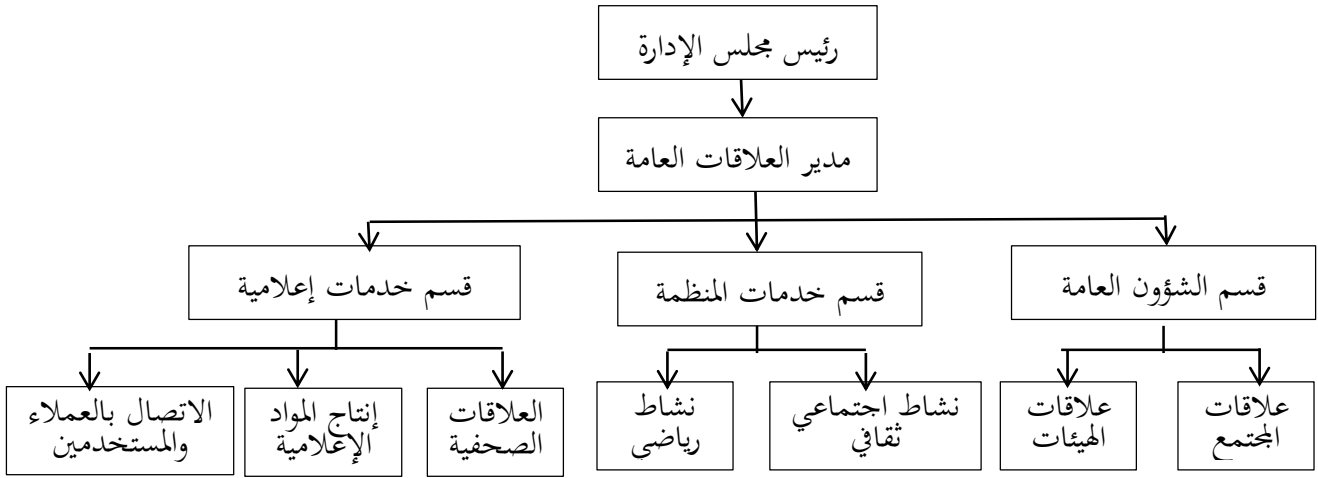 رئيس مجلس الإدارة
مدير العلاقات العامة
قسم الشؤون العامة
قسم خدمات المنظمة
قسم خدمات إعلامية
علاقات
المجتمع
علاقات
الهيئات
نشاط اجتماعي
ثقافي
نشاط
رياضي
العلاقات
الصحفية
إنتاج المواد
الإعلامية
الاتصال بالعملاء
والمستخدمين